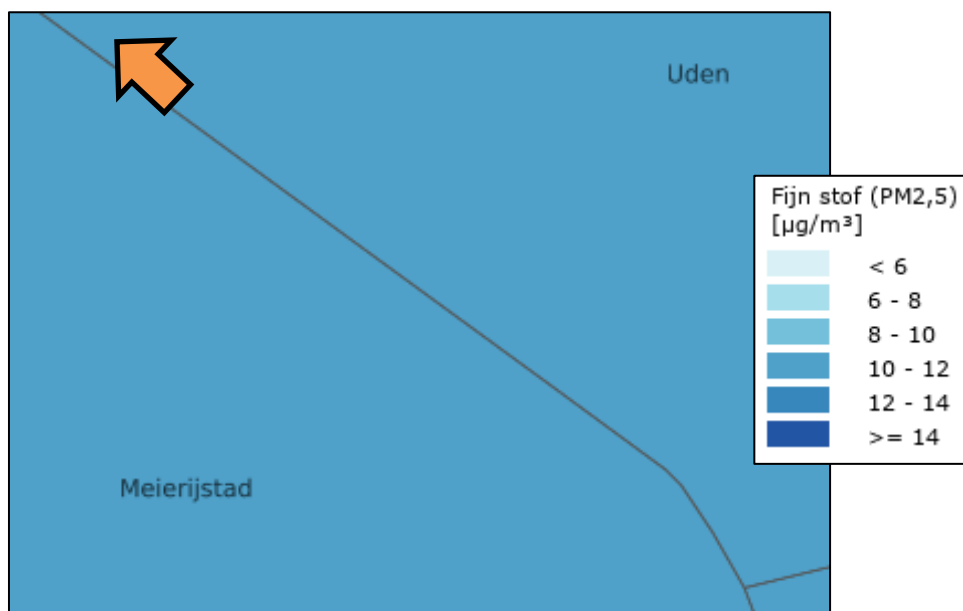 Uden
Fijn stof (PM2,5)
[µg/m³]
< 6
6 - 8
8 - 10
10 - 12
12 - 14
>= 14
Meierijstad